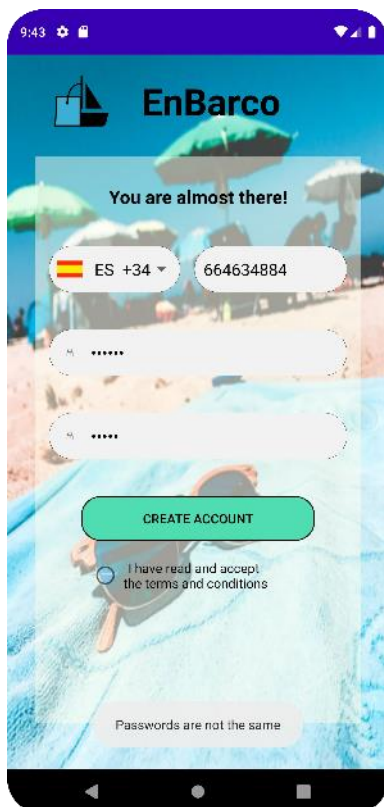 9:43
EnBarco
You are almost there!
ES +34
664634884
••••••
•••••
CREATE ACCOUNT
I have read and accept
the terms and conditions
Passwords are not the same